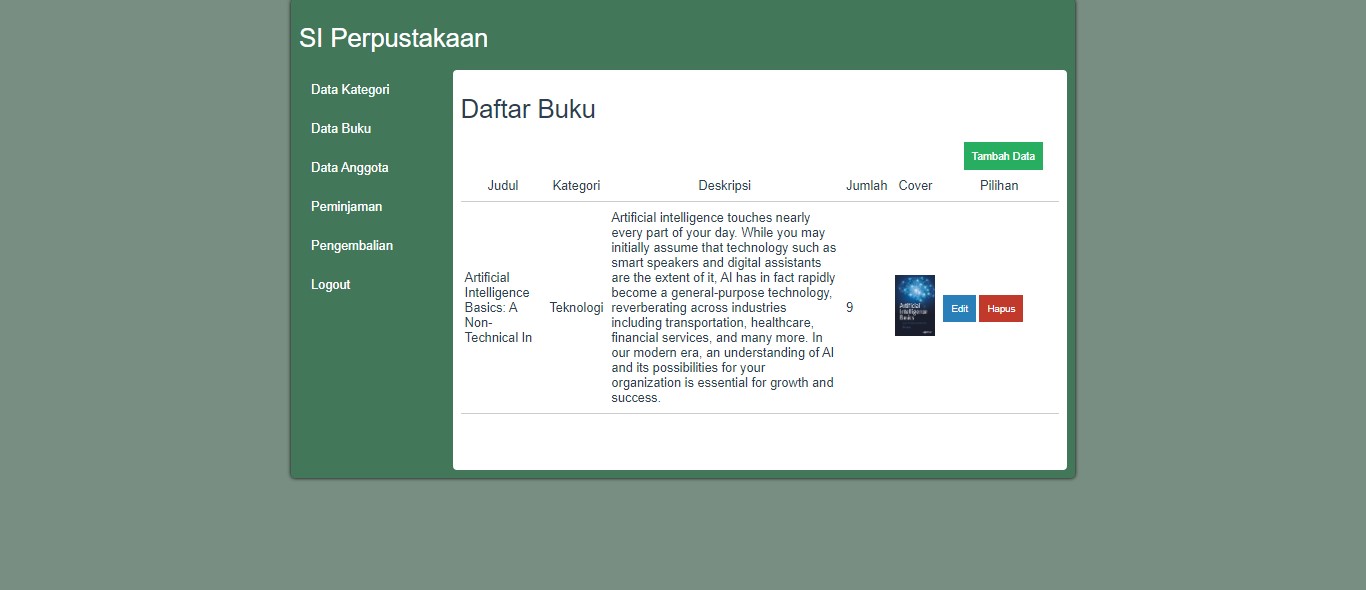 SI Perpustakaan
Data Kategori
Data Buku
Data Anggota
Peminjaman
Pengembalian
Logout
Daftar Buku
Tambah Data
Judul Kategori Deskripsi Jumlah Cover Pilihan
Artificial
Intelligence
Basics: A
Non-
Technical In
Teknologi
Artificial intelligence touches nearly
every part of your day. While you may
initially assume that technology such as
smart speakers and digital assistants
are the extent of it, AI has in fact rapidly
become a general-purpose technology,
reverberating across industries
including transportation, healthcare,
financial services, and many more. In
our modern era, an understanding of AI
and its possibilities for your
organization is essential for growth and
success.
9
Artificial
Intelligence
Basics
Edit Hapus